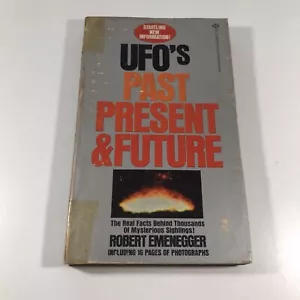 STARTLING
NEW
INFORMATION!
UFO's
PAST
PRESENT
&FUTURE
The Real Facts Behind Thousands
Of Mysterious Sightings!
ROBERT EMENEGGER
INCLUDING 16 PAGES OF PHOTOGRAPHS